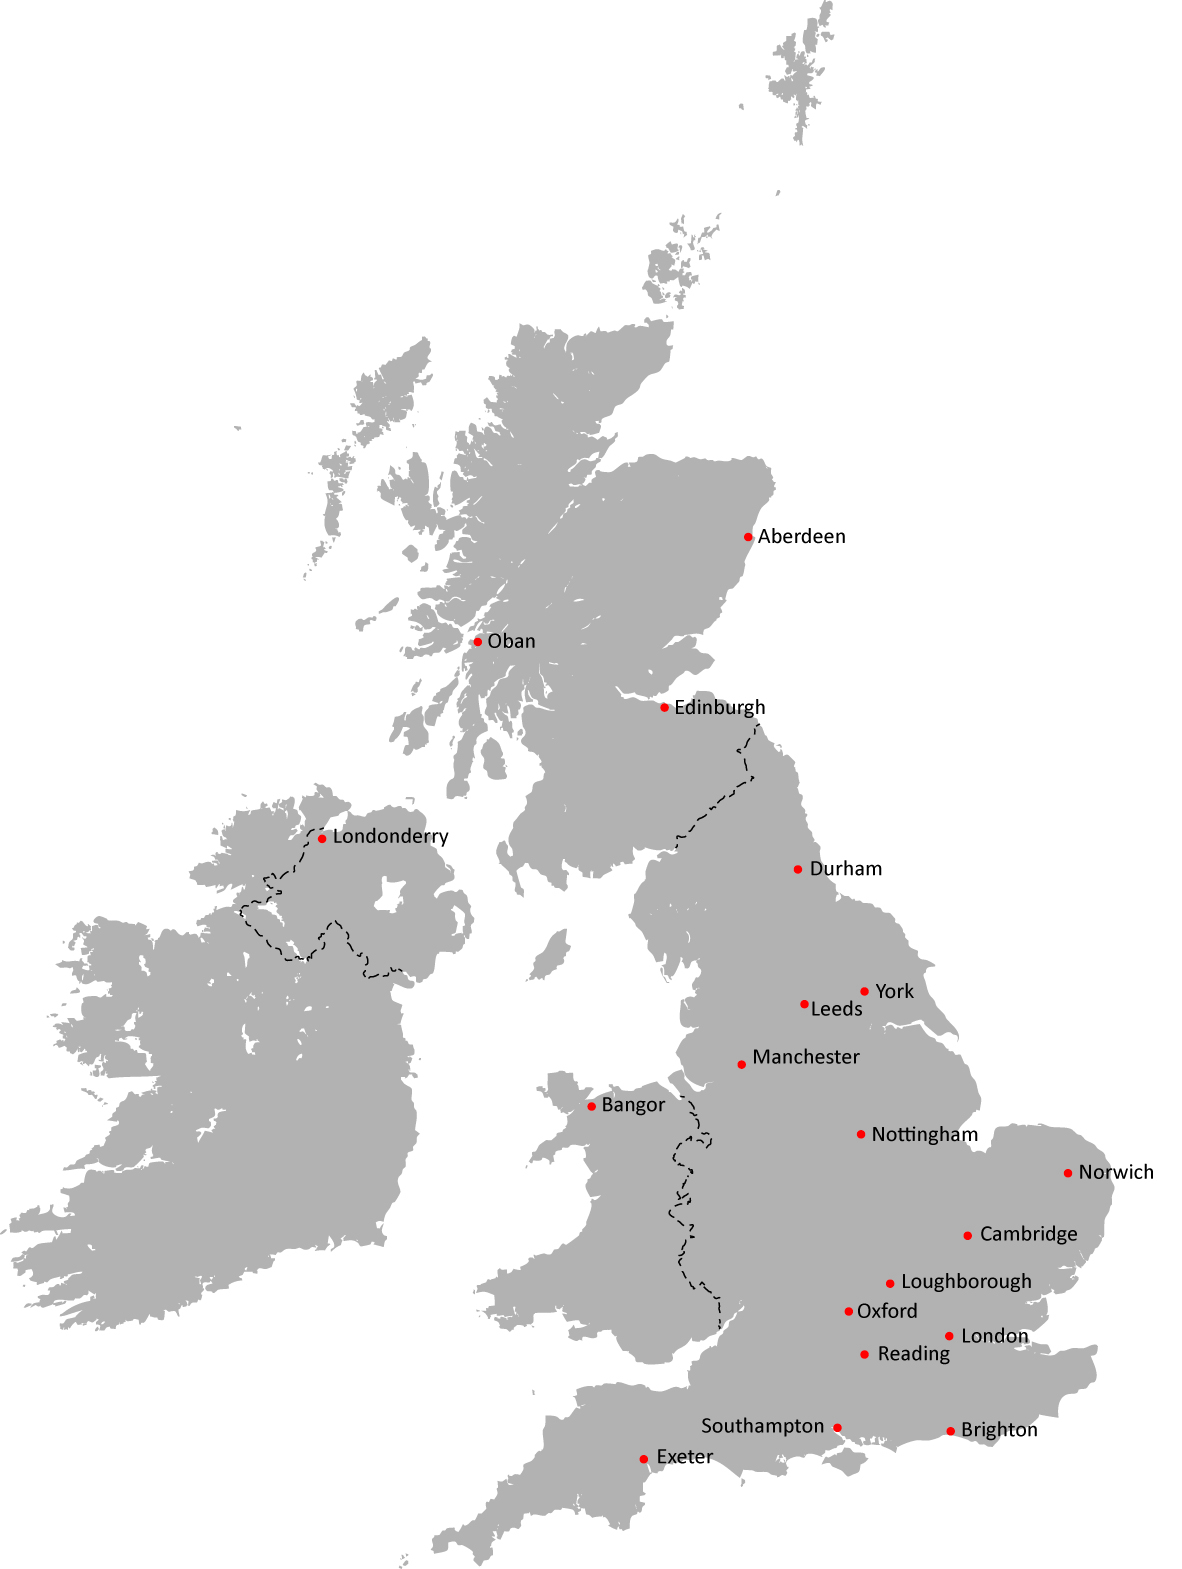 Aberdeen
Oban
Edinburgh
Londonderry
Durham
York
Leeds
Manchester
Bangor
Nottingham
Norwich
Cambridge
Loughborough
Oxford
London
Reading
Southampton
Brighton
Exeter